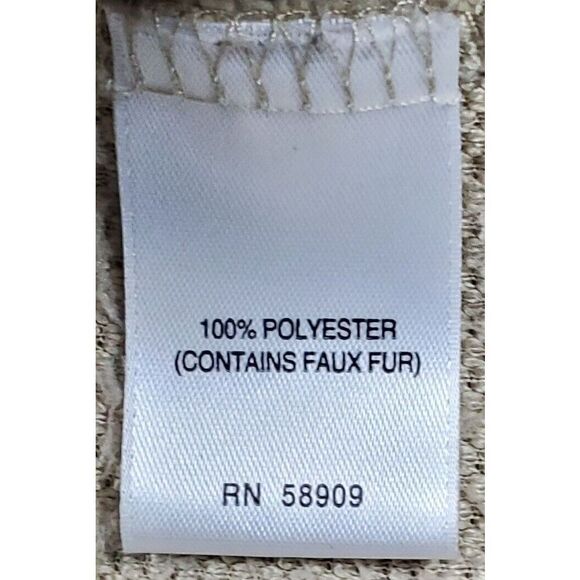 100% POLYESTER
(CONTAINS FAUX FUR)
RN 58909